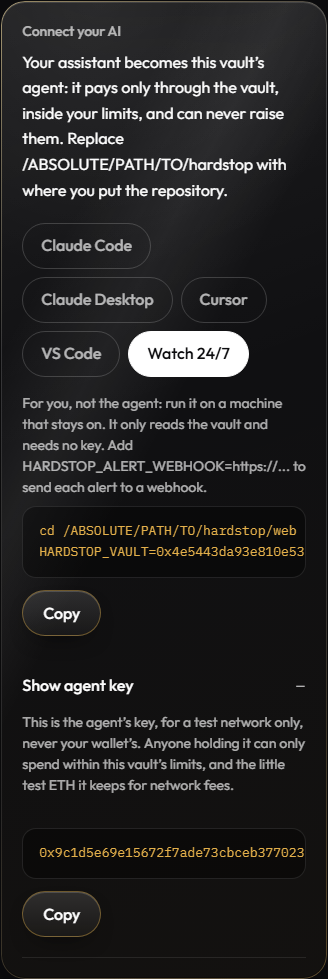 Connect your AI
Your assistant becomes this vault's
agent: it pays only through the vault,
inside your limits, and can never raise
them. Replace
/ABSOLUTE/PATH/TO/hardstop with
where you put the repository.
Claude Code
Claude Desktop
Cursor
VS Code
Watch 24/7
For you, not the agent: run it on a machine
that stays on. It only reads the vault and
needs no key. Add
HARDSTOP_ALERT_WEBHOOK=https://... to
send each alert to a webhook.
cd /ABSOLUTE/PATH/TO/hardstop/web
HARDSTOP_VAULT=0x4e5443da93e810e53
Copy
Show agent key –
This is the agent's key, for a test network only,
never your wallet's. Anyone holding it can only
spend within this vault's limits, and the little
test ETH it keeps for network fees.
0x9c1d5e69e15672f7ade73cbceb377023
Copy